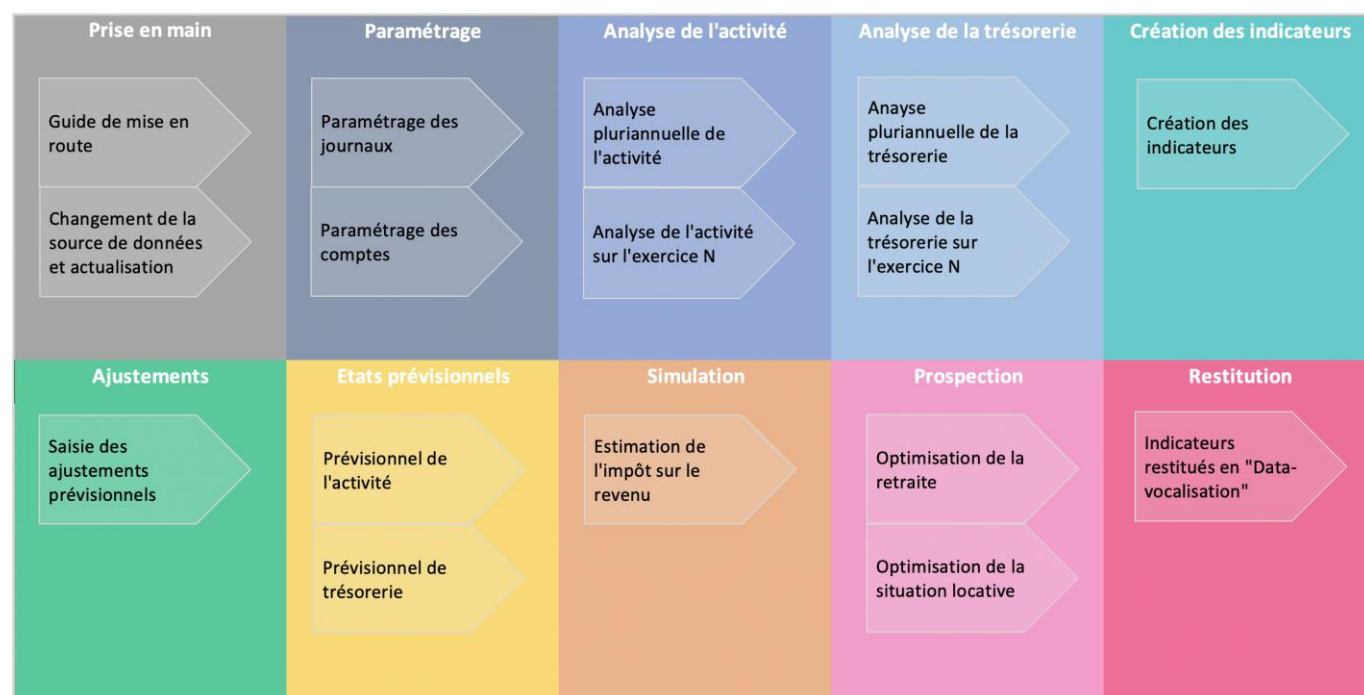 Prise en main
Paramétrage
Analyse de l'activité
Analyse de la trésorerie
Création des indicateurs
Guide de mise en
route
Changement de la
source de données
et actualisation
Paramétrage des
journaux
Paramétrage des
comptes
Analyse
pluriannuelle de
l'activité
Analyse de l'activité
sur l'exercice N
Anayse
pluriannuelle de la
trésorerie
Analyse de la
trésorerie sur
l'exercice N
Création des
indicateurs
Ajustements
Etats prévisionnels
Simulation
Prospection
Restitution
Saisie des
ajustements
prévisionnels
Prévisionnel de
l'activité
Prévisionnel de
trésorerie
Estimation de
l'impôt sur le
revenu
Optimisation de la
retraite
Optimisation de la
situation locative
Indicateurs
restitués en "Data-
vocalisation"